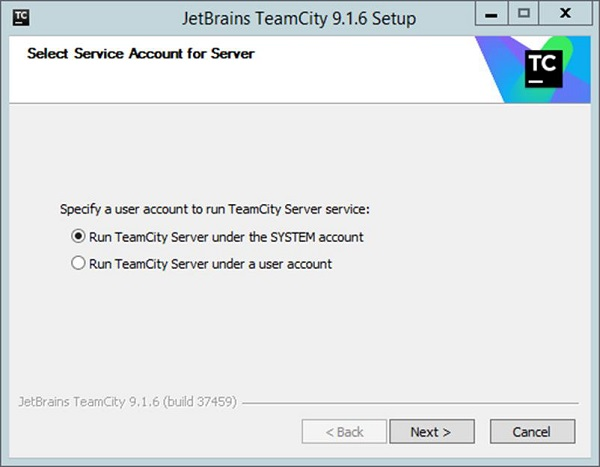 TC
JetBrains TeamCity 9.1.6 Setup
Select Service Account for Server
TC
Specify a user account to run TeamCity Server service:
Run TeamCity Server under the SYSTEM account
Run TeamCity Server under a user account
JetBrains TeamCity 9.1.6 (build 37459)
< Back
Next >
Cancel